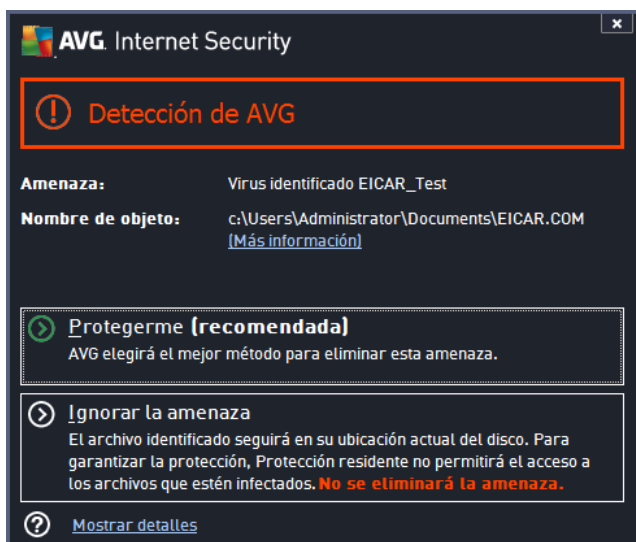 AVG. Internet Security
Detección de AVG
Amenaza: Virus identificado EICAR_Test
Nombre de objeto: c:\Users\Administrator\Documents\EICAR.COM
(Más información)
Protegerme (recomendada)
AVG elegirá el mejor método para eliminar esta amenaza.
Ignorar la amenaza
El archivo identificado seguirá en su ubicación actual del disco. Para
garantizar la protección, Protección residente no permitirá el acceso a
los archivos que estén infectados. No se eliminará la amenaza.
Mostrar detalles